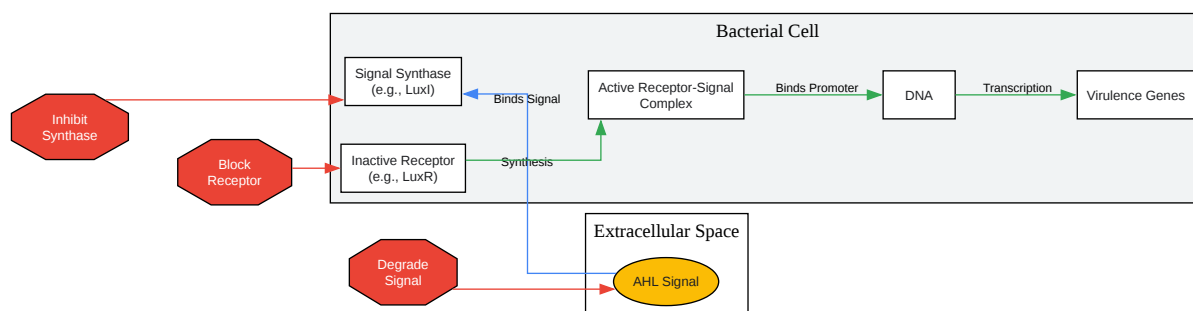 Bacterial Cell
Signal Synthase
(e.g., LuxI)
Inhibit
Synthase
Binds Signal
Active Receptor-Signal
Complex
Binds Promoter
DNA
Transcription
Virulence Genes
Block
Receptor
Inactive Receptor
(e.g., LuxR)
Synthesis
Extracellular Space
Degrade
Signal
AHL Signal